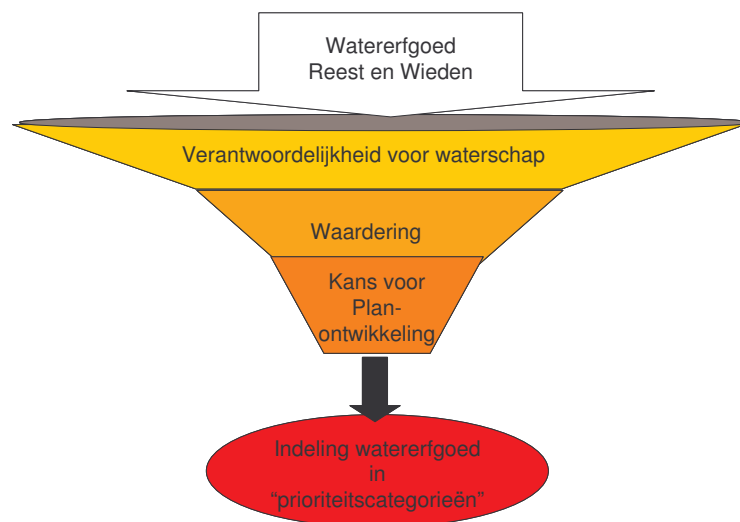 Watererfgoed
Reest en Wieden
Verantwoordelijkheid voor waterschap
Waardering
Kans voor
Plan-
ontwikkeling
Indeling watererfgoed
in
“prioriteitscategorieën”